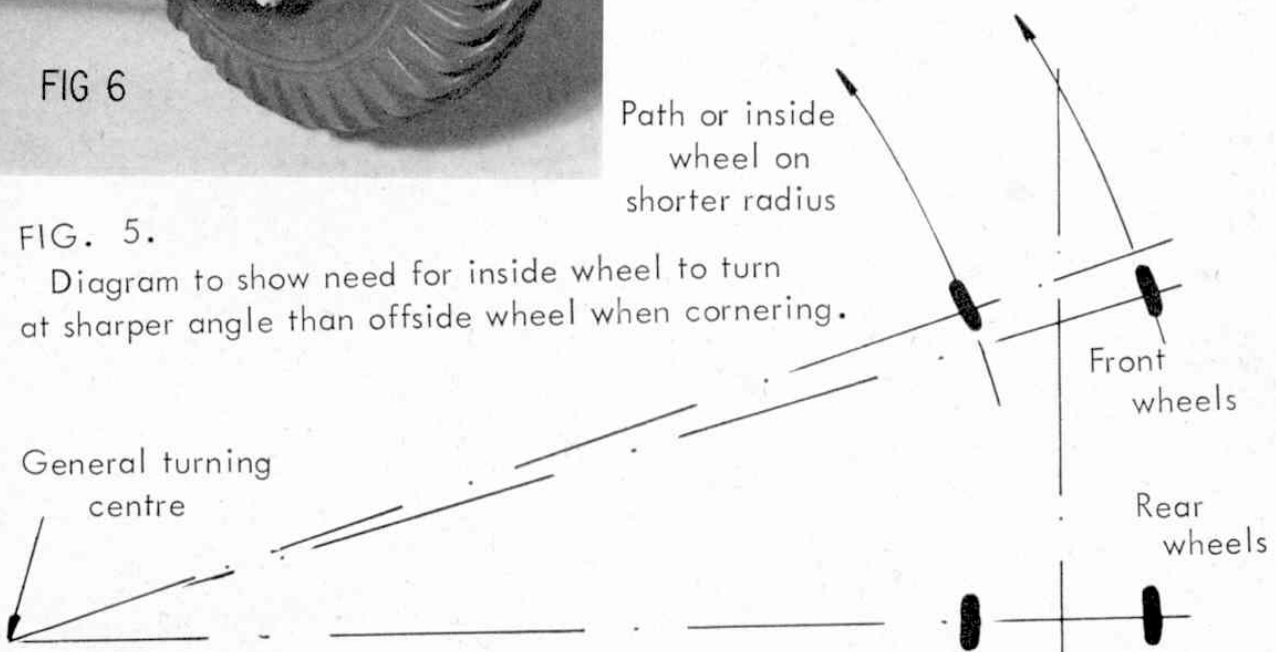 FIG 6
Path or inside
wheel on
shorter radius
FIG. 5.
Diagram to show need for inside wheel to turn
at sharper angle than offside wheel when cornering.
Front
wheels
General turning
centre
Rear
wheels